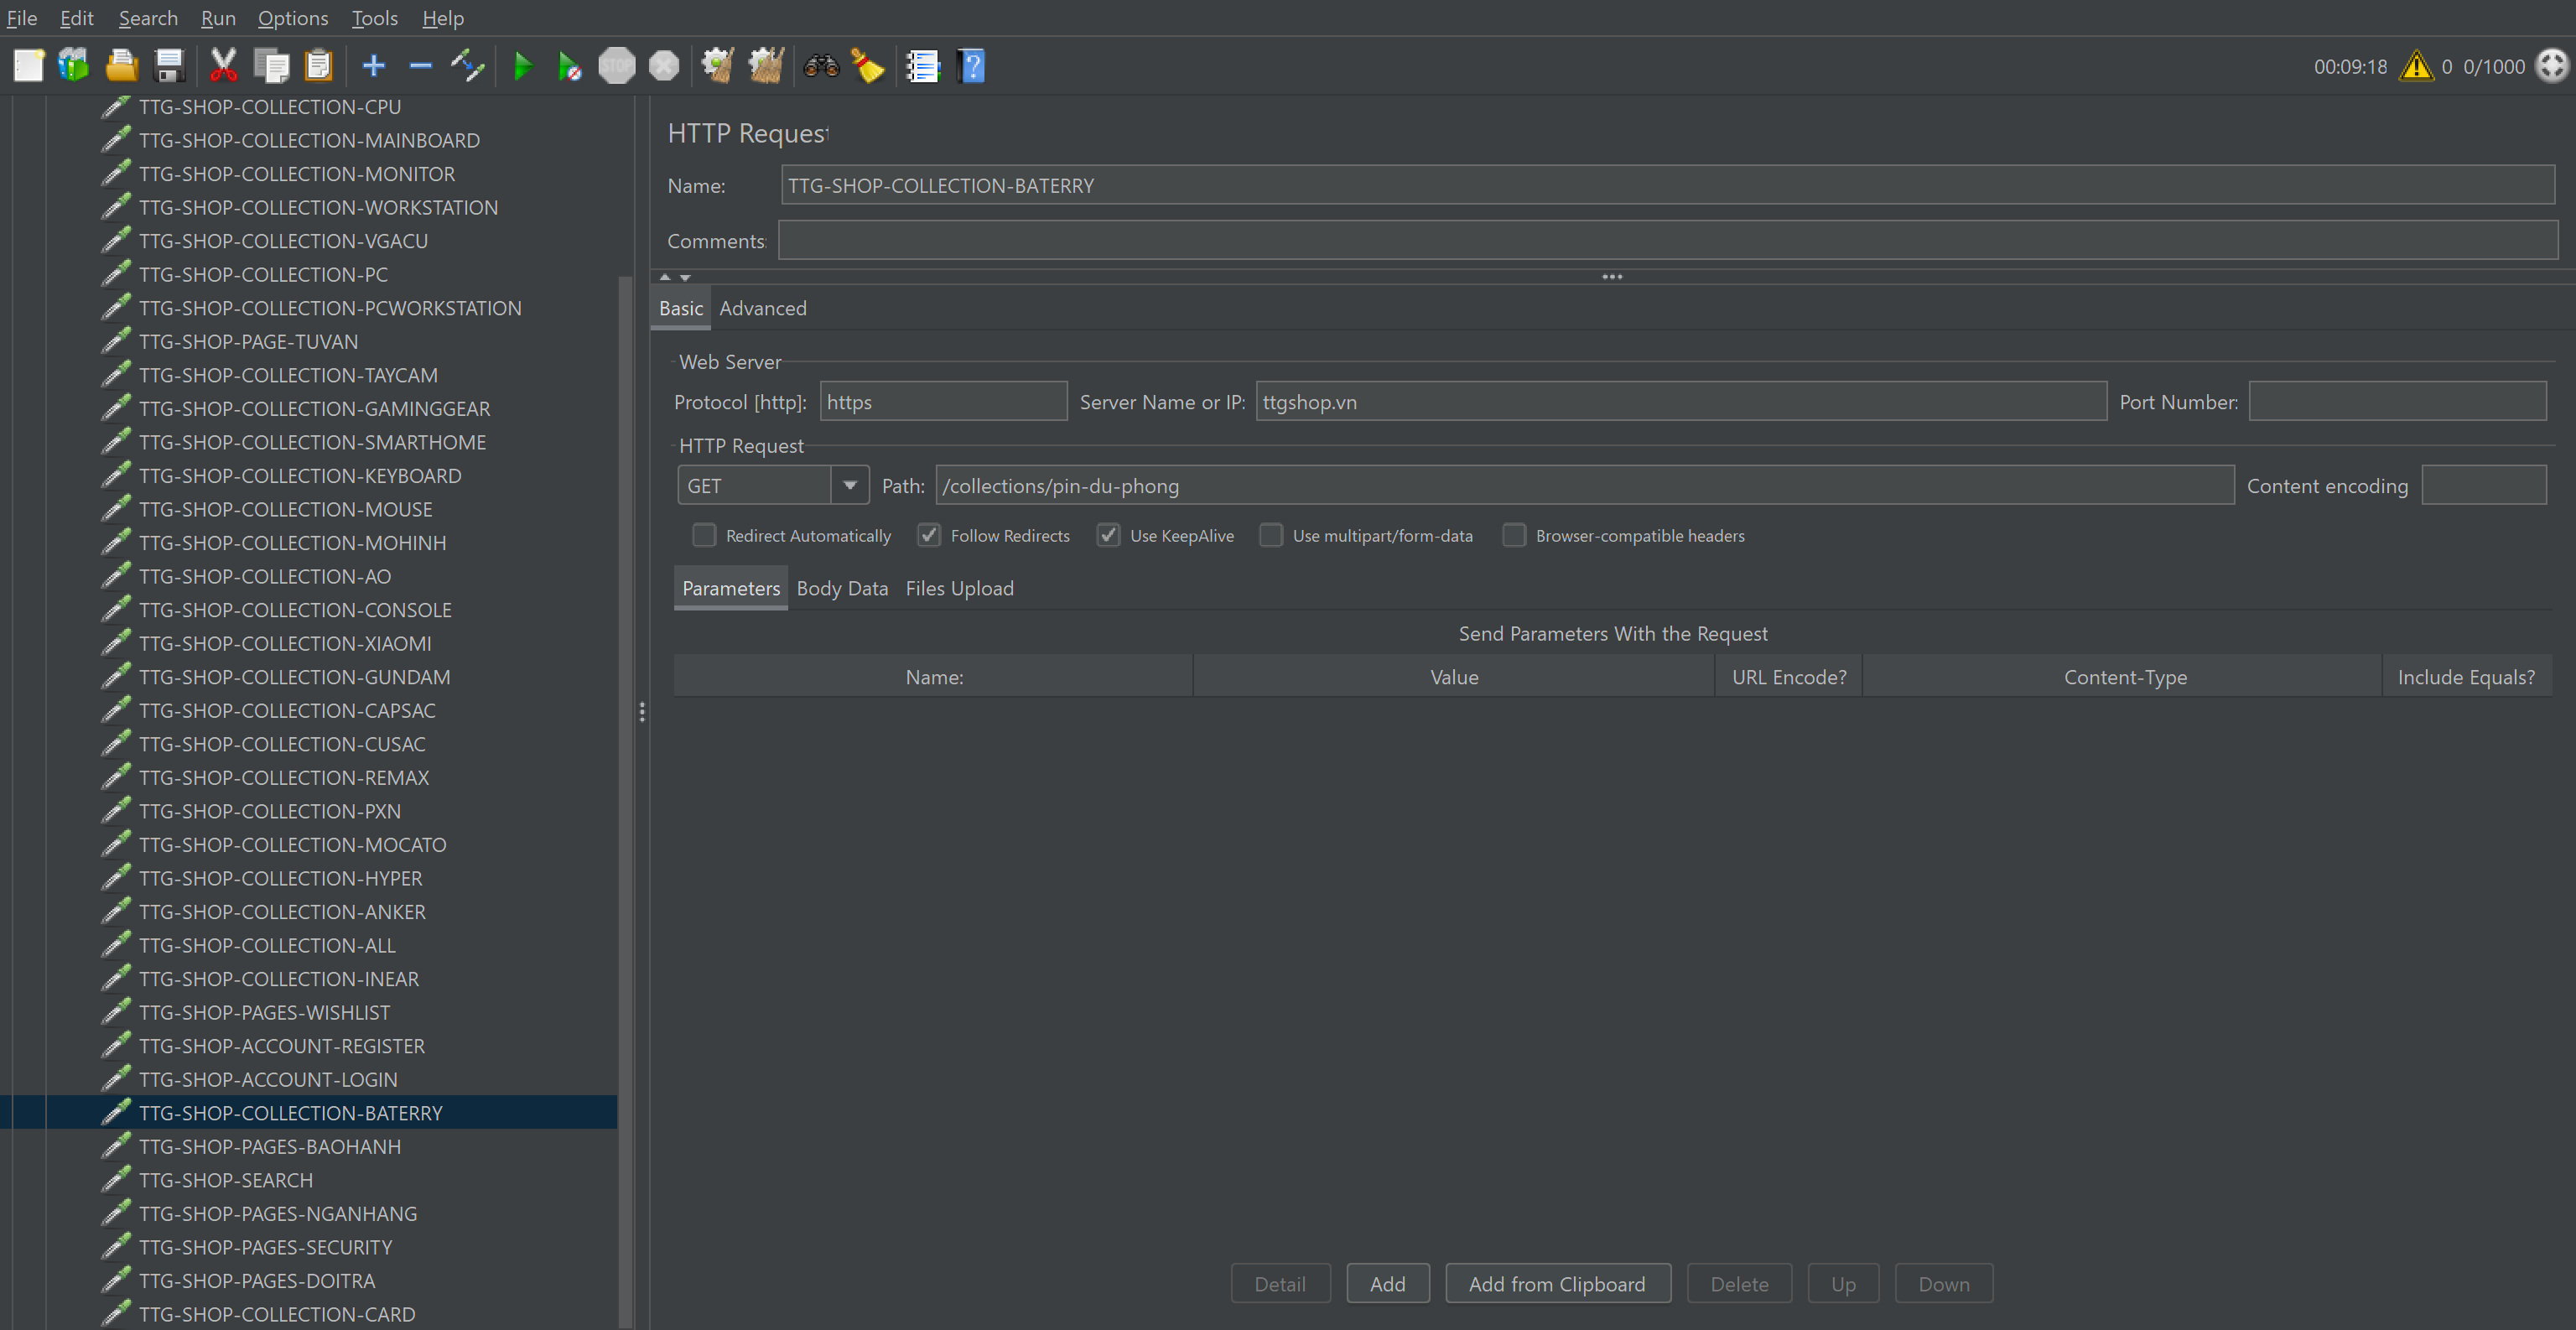 File Edit Search Run Options Tools Help
STOP
00:09:18 0 0/1000
TTG-SHOP-COLLECTION-CPU
TTG-SHOP-COLLECTION-MAINBOARD
TTG-SHOP-COLLECTION-MONITOR
TTG-SHOP-COLLECTION-WORKSTATION
TTG-SHOP-COLLECTION-VGACU
TTG-SHOP-COLLECTION-PC
TTG-SHOP-COLLECTION-PCWORKSTATION
TTG-SHOP-PAGE-TUVAN
TTG-SHOP-COLLECTION-TAYCAM
TTG-SHOP-COLLECTION-GAMINGGEAR
TTG-SHOP-COLLECTION-SMARTHOME
TTG-SHOP-COLLECTION-KEYBOARD
TTG-SHOP-COLLECTION-MOUSE
TTG-SHOP-COLLECTION-MOHINH
TTG-SHOP-COLLECTION-AO
TTG-SHOP-COLLECTION-CONSOLE
TTG-SHOP-COLLECTION-XIAOMI
TTG-SHOP-COLLECTION-GUNDAM
TTG-SHOP-COLLECTION-CAPSAC
TTG-SHOP-COLLECTION-CUSAC
TTG-SHOP-COLLECTION-REMAX
TTG-SHOP-COLLECTION-PXN
TTG-SHOP-COLLECTION-MOCATO
TTG-SHOP-COLLECTION-HYPER
TTG-SHOP-COLLECTION-ANKER
TTG-SHOP-COLLECTION-ALL
TTG-SHOP-COLLECTION-INEAR
TTG-SHOP-PAGES-WISHLIST
TTG-SHOP-ACCOUNT-REGISTER
TTG-SHOP-ACCOUNT-LOGIN
TTG-SHOP-COLLECTION-BATERRY
TTG-SHOP-PAGES-BAOHANH
TTG-SHOP-SEARCH
TTG-SHOP-PAGES-NGANHANG
TTG-SHOP-PAGES-SECURITY
TTG-SHOP-PAGES-DOITRA
TTG-SHOP-COLLECTION-CARD
HTTP Request
Name: TTG-SHOP-COLLECTION-BATERRY
Comments:
Basic Advanced
Web Server
Protocol [http]: https Server Name or IP: ttgshop.vn Port Number:
HTTP Request
GET Path: /collections/pin-du-phong Content encoding
Redirect Automatically Follow Redirects Use KeepAlive Use multipart/form-data Browser-compatible headers
Parameters Body Data Files Upload
Send Parameters With the Request
Name: Value URL Encode? Content-Type Include Equals?
Detail Add Add from Clipboard Delete Up Down